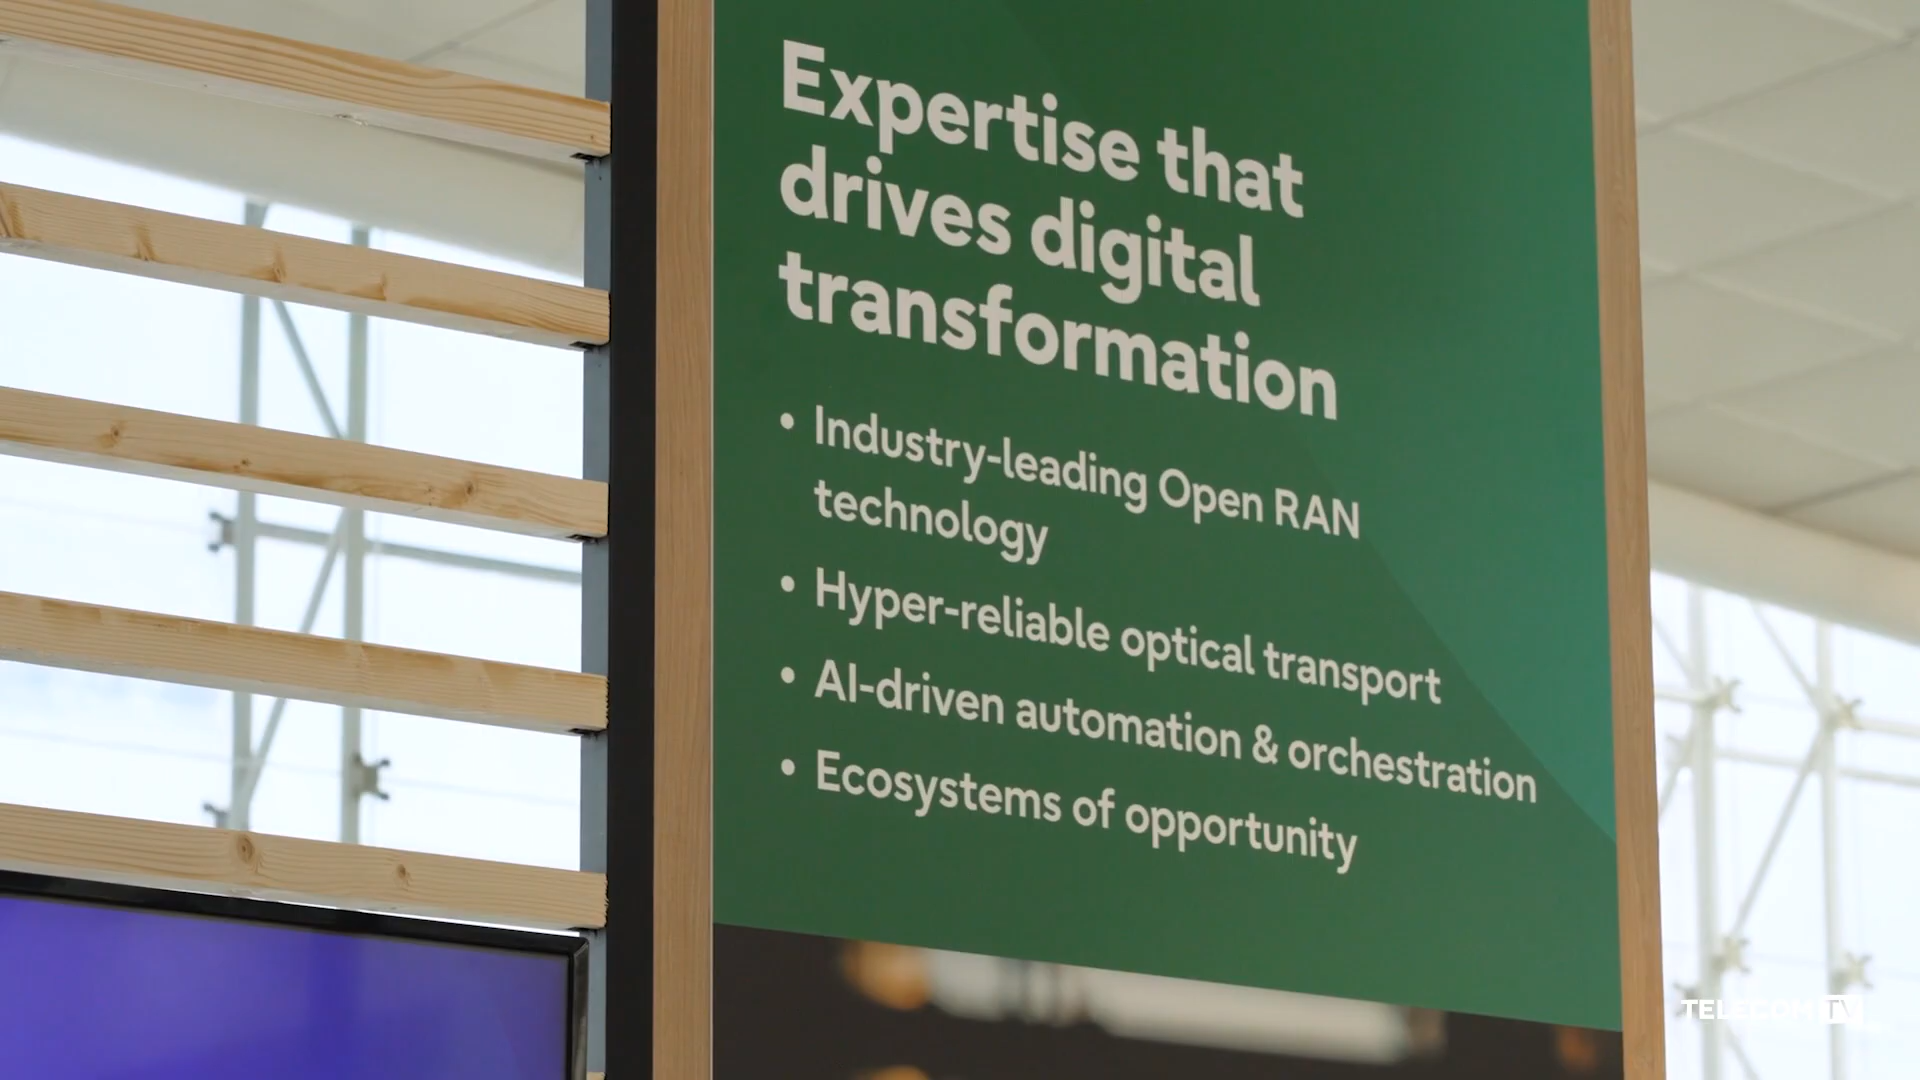 Expertise that
drives digital
transformation
• Industry-leading Open RAN
technology
• Hyper-reliable optical transport
• AI-driven automation & orchestration
• Ecosystems of opportunity
TELECOMTV